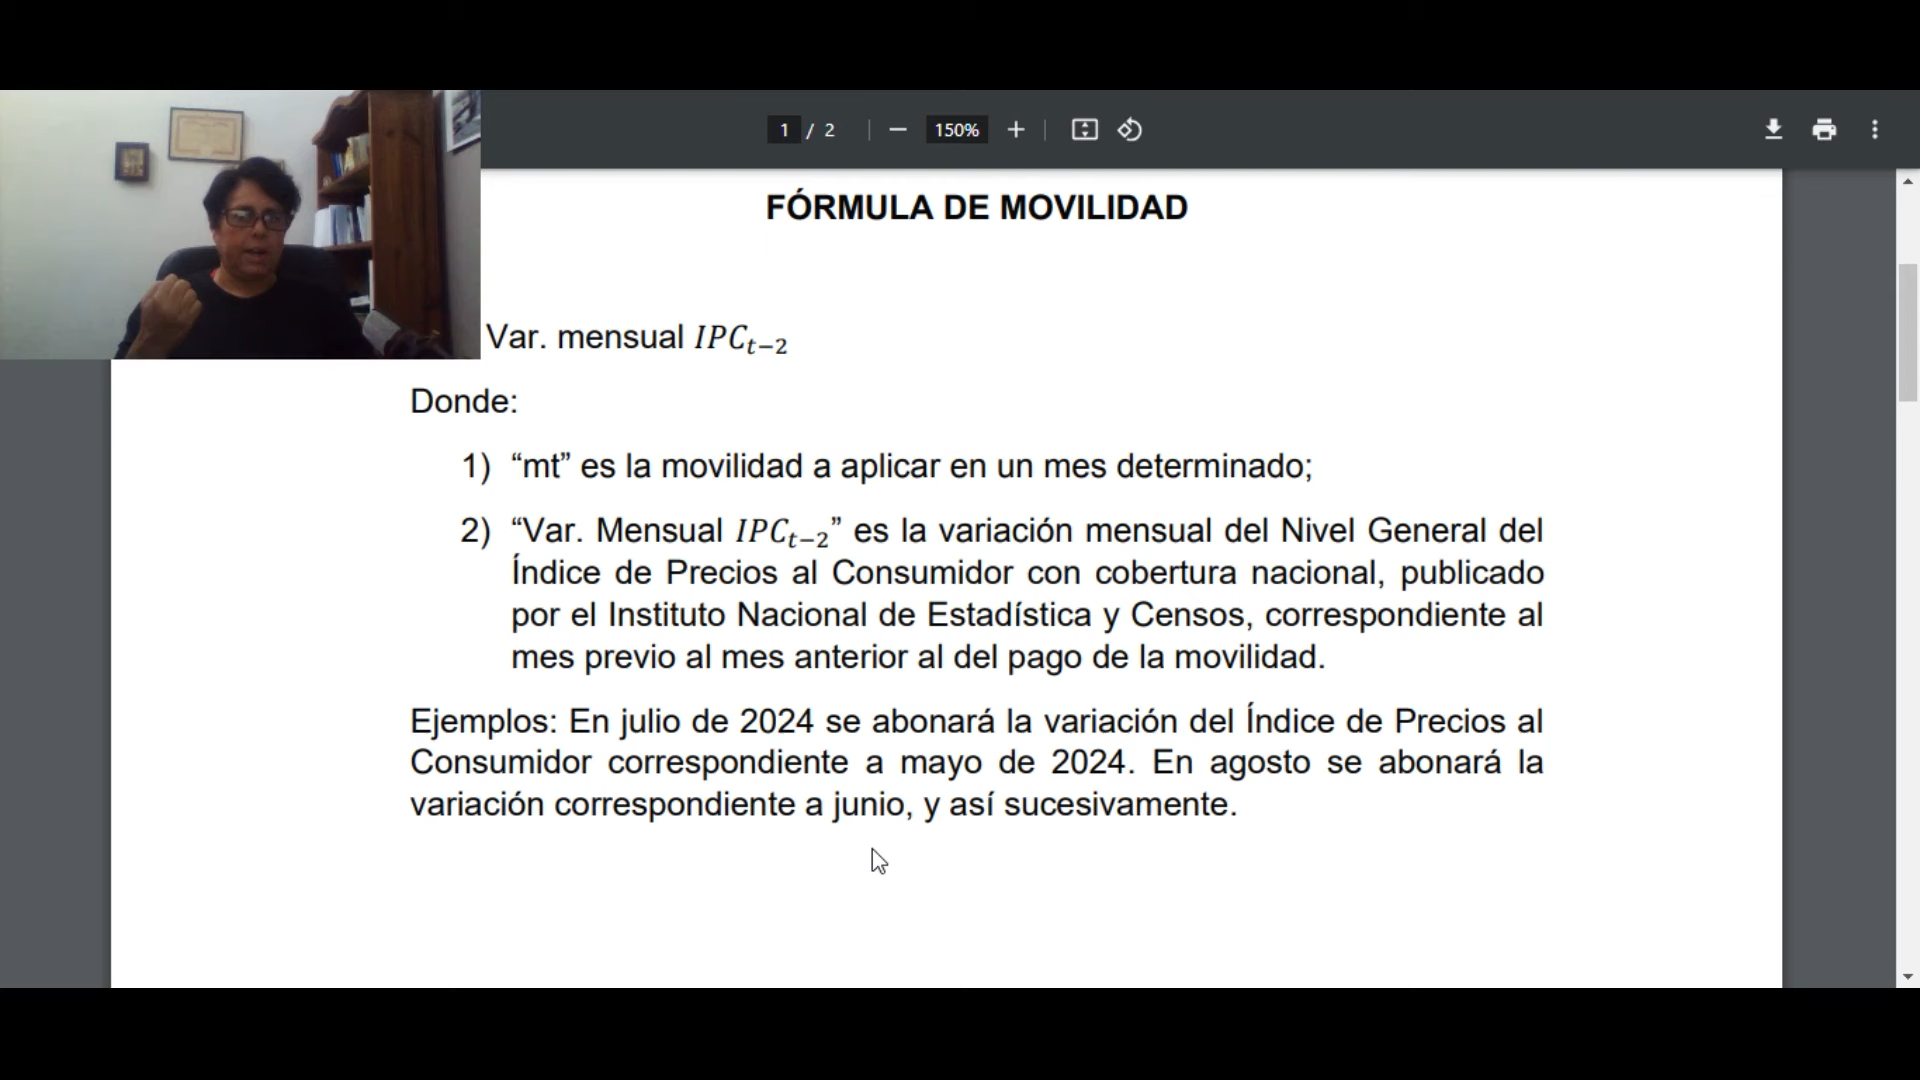 1 / 2 150%
FÓRMULA DE MOVILIDAD
Var. mensual IPCt−2
Donde:
1) “mt” es la movilidad a aplicar en un mes determinado;
2) “Var. Mensual IPCt−2” es la variación mensual del Nivel General del
Índice de Precios al Consumidor con cobertura nacional, publicado
por el Instituto Nacional de Estadística y Censos, correspondiente al
mes previo al mes anterior al del pago de la movilidad.
Ejemplos: En julio de 2024 se abonará la variación del Índice de Precios al
Consumidor correspondiente a mayo de 2024. En agosto se abonará la
variación correspondiente a junio, y así sucesivamente.